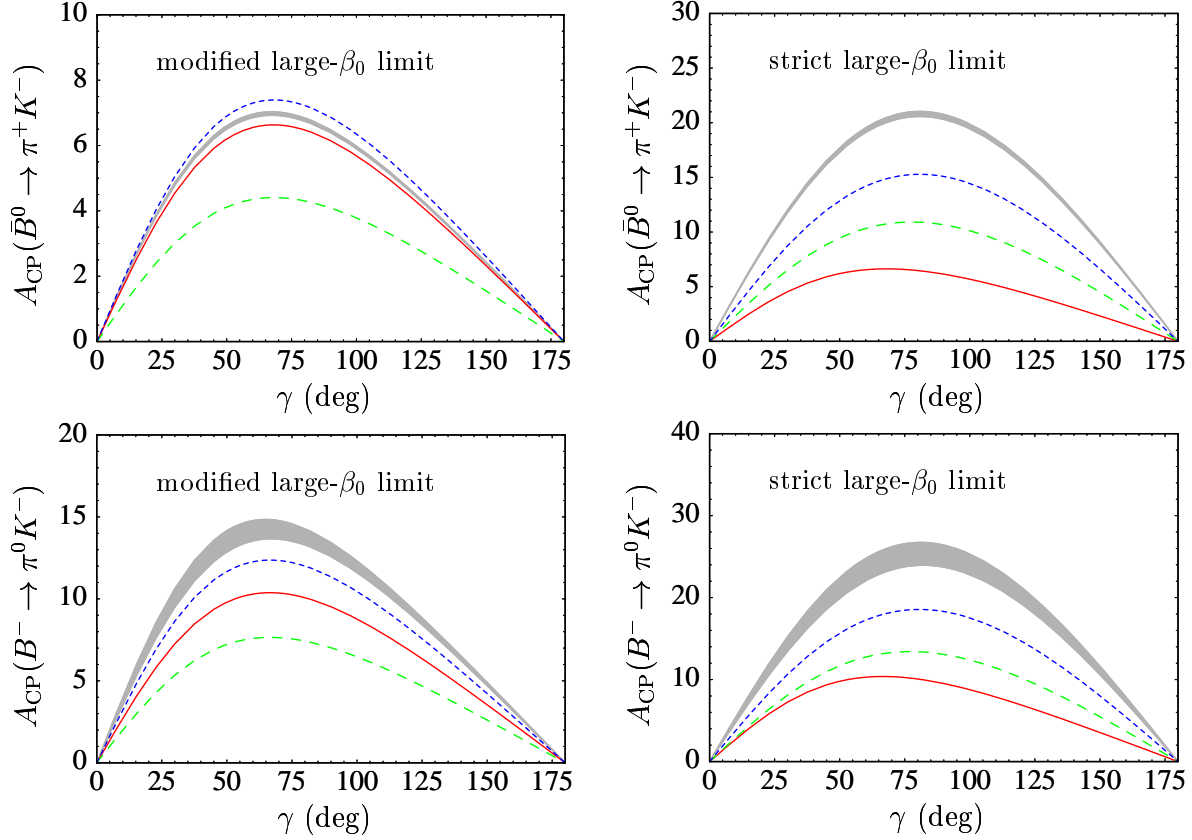 10
8
6
4
2
0
A_CP(B̄⁰ → π⁺K⁻)
modified large-β₀ limit
0 25 50 75 100 125 150 175
γ (deg)
30
25
20
15
10
5
0
A_CP(B̄⁰ → π⁺K⁻)
strict large-β₀ limit
0 25 50 75 100 125 150 175
γ (deg)
20
15
10
5
0
A_CP(B⁻ → π⁰K⁻)
modified large-β₀ limit
0 25 50 75 100 125 150 175
γ (deg)
40
30
20
10
0
A_CP(B⁻ → π⁰K⁻)
strict large-β₀ limit
0 25 50 75 100 125 150 175
γ (deg)